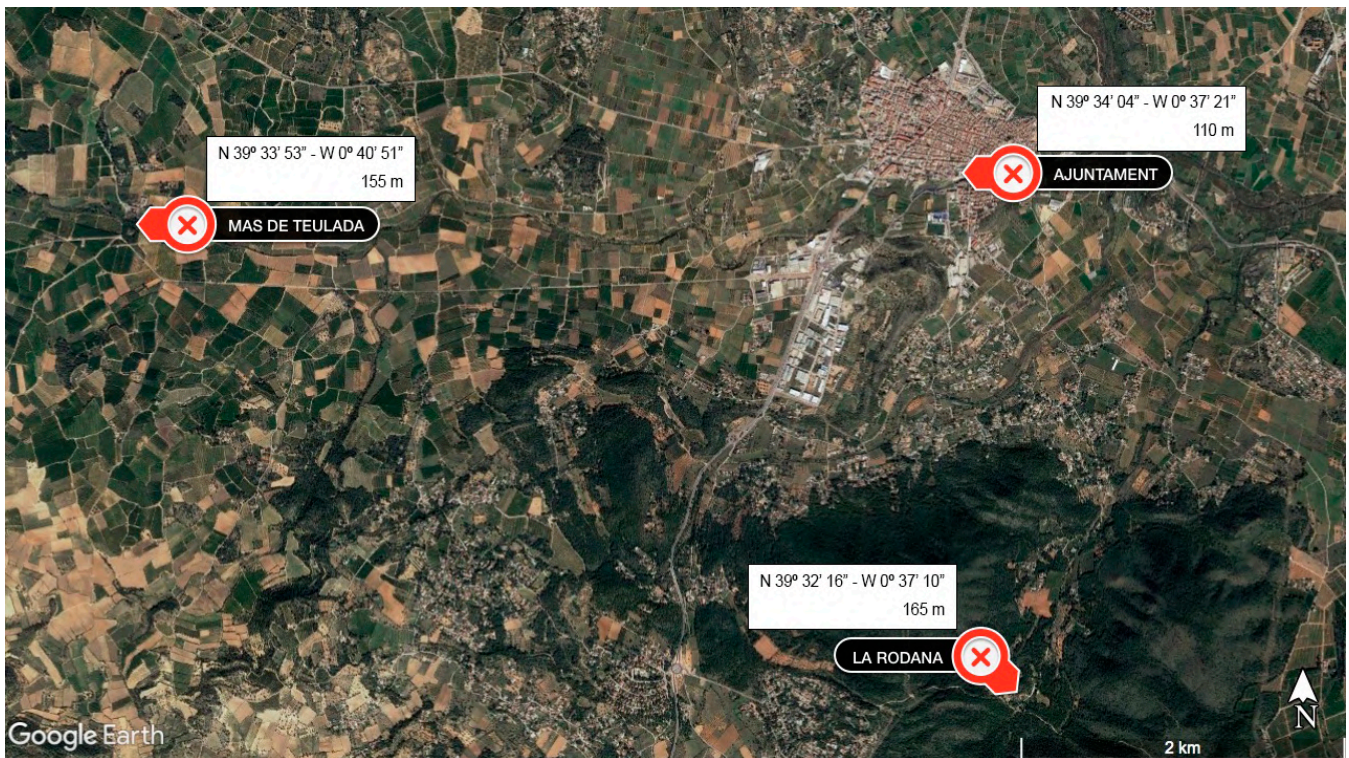 N 39º 34’ 04” - W 0º 37’ 21”
110 m
AJUNTAMENT
N 39º 33’ 53” - W 0º 40’ 51”
155 m
MAS DE TEULADA
N 39º 32’ 16” - W 0º 37’ 10”
165 m
LA RODANA
N
Google Earth
2 km